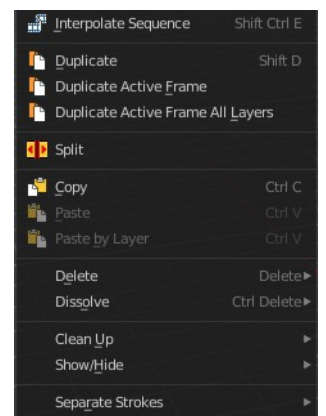 Interpolate Sequence Shift Ctrl E
Duplicate Shift D
Duplicate Active Frame
Duplicate Active Frame All Layers
Split
Copy Ctrl C
Paste Ctrl V
Paste by Layer Ctrl V
Delete Delete
Dissolve Ctrl Delete
Clean Up
Show/Hide
Separate Strokes